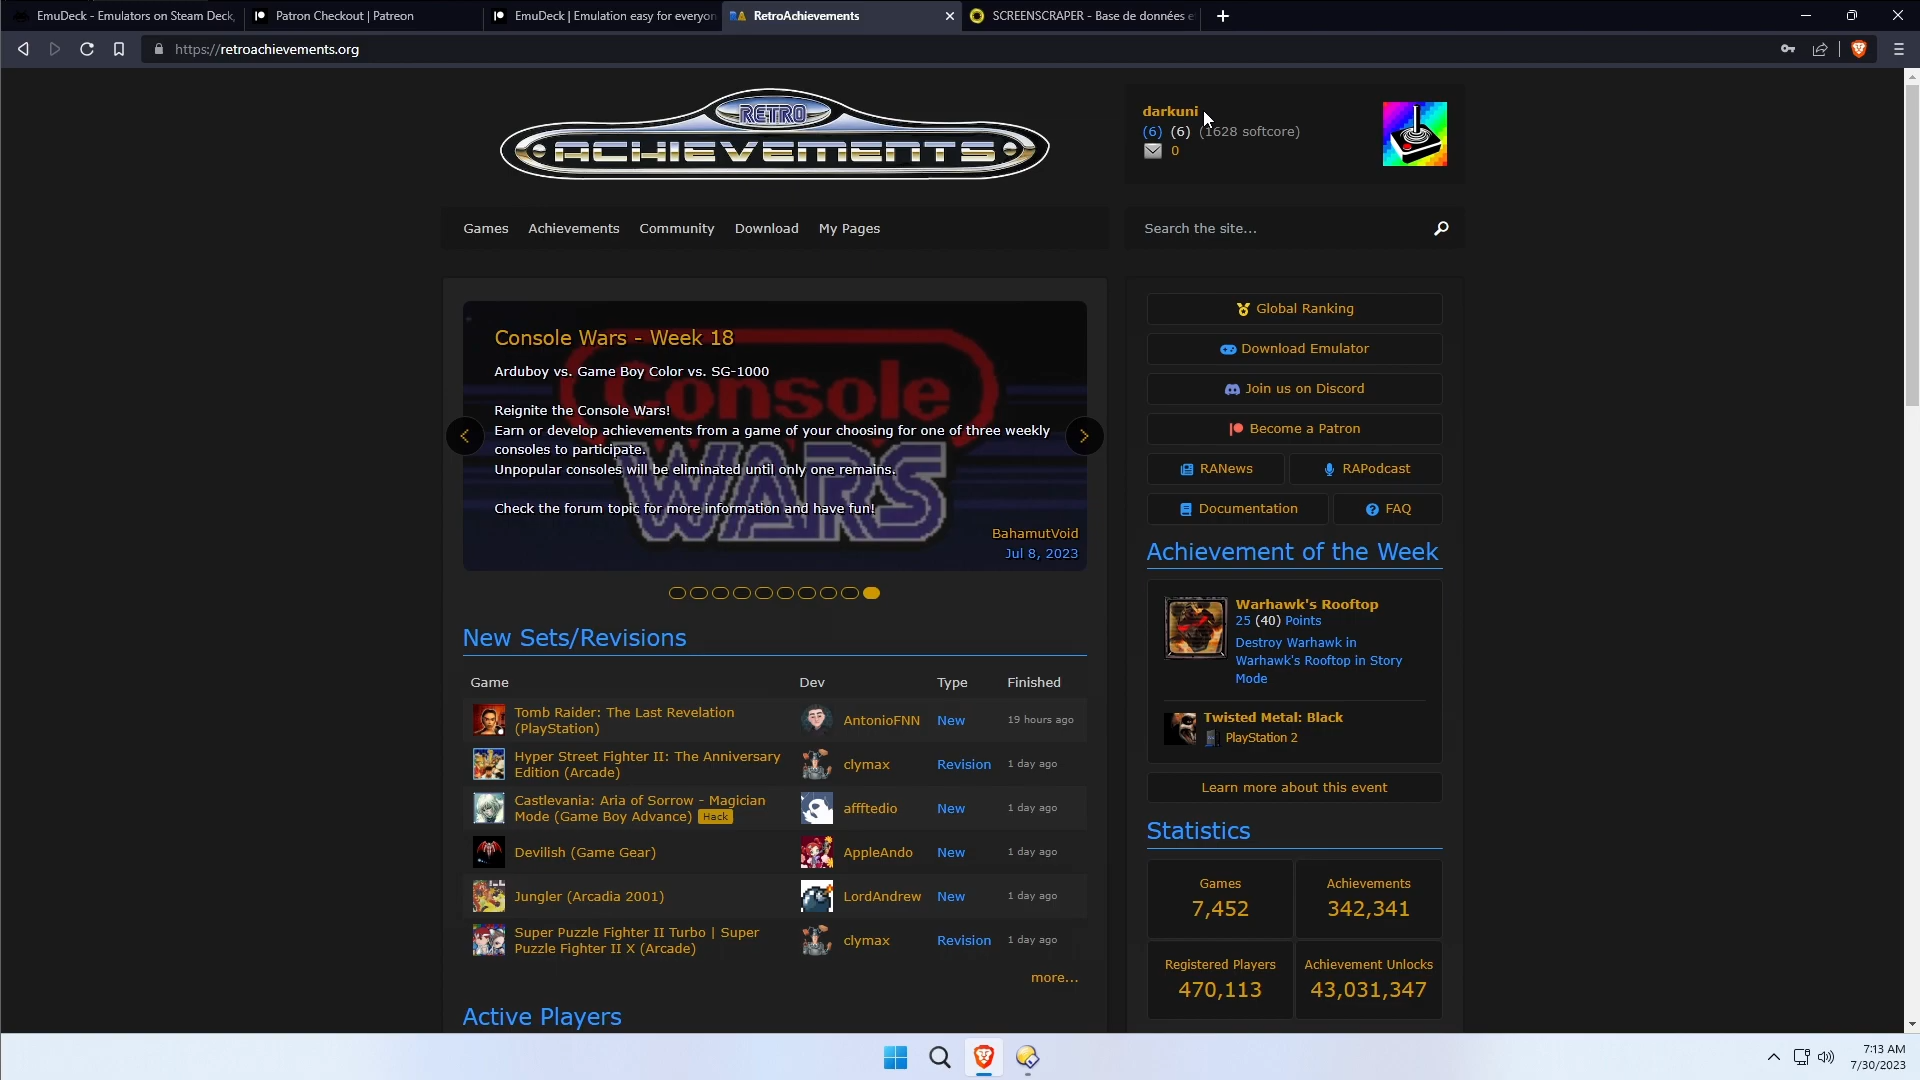 EmuDeck - Emulators on Steam Deck,
Patron Checkout | Patreon
EmuDeck | Emulation easy for everyon
RetroAchievements
SCREENSCRAPER - Base de données e
https://retroachievements.org
RETRO
ACHIEVEMENTS
darkuni
(6) (6) (1628 softcore)
0
Games Achievements Community Download My Pages
Search the site...
Console Wars - Week 18
Arduboy vs. Game Boy Color vs. SG-1000
Reignite the Console Wars!
Earn or develop achievements from a game of your choosing for one of three weekly
consoles to participate.
Unpopular consoles will be eliminated until only one remains.
Check the forum topic for more information and have fun!
BahamutVoid
Jul 8, 2023
Console
WARS
New Sets/Revisions
Game Dev Type Finished
Tomb Raider: The Last Revelation
(PlayStation)
AntonioFNN New 19 hours ago
Hyper Street Fighter II: The Anniversary
Edition (Arcade)
clymax Revision 1 day ago
Castlevania: Aria of Sorrow - Magician
Mode (Game Boy Advance) Hack
affftedio New 1 day ago
Devilish (Game Gear) AppleAndo New 1 day ago
Jungler (Arcadia 2001) LordAndrew New 1 day ago
Super Puzzle Fighter II Turbo | Super
Puzzle Fighter II X (Arcade)
clymax Revision 1 day ago
more...
Active Players
Global Ranking
Download Emulator
Join us on Discord
Become a Patron
RANews RAPodcast
Documentation FAQ
Achievement of the Week
Warhawk's Rooftop
25 (40) Points
Destroy Warhawk in
Warhawk's Rooftop in Story
Mode
Twisted Metal: Black
PlayStation 2
Learn more about this event
Statistics
Games Achievements
7,452 342,341
Registered Players Achievement Unlocks
470,113 43,031,347
7:13 AM
7/30/2023